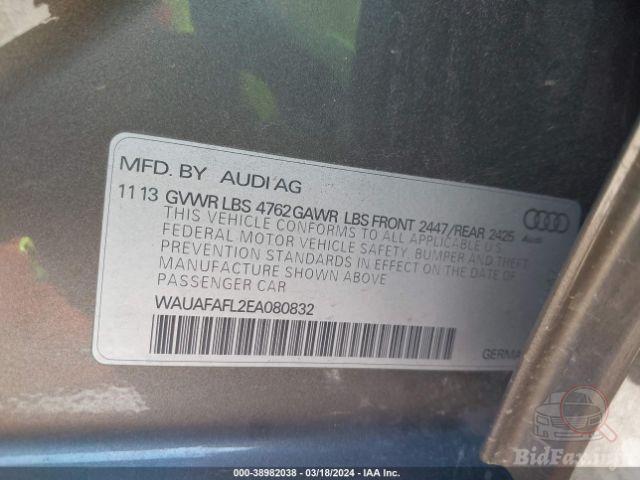 MFD. BY AUDI AG
11 13 GVWR LBS 4762 GAWR LBS FRONT 2447/REAR 2425
THIS VEHICLE CONFORMS TO ALL APPLICABLE U.S.
FEDERAL MOTOR VEHICLE SAFETY, BUMPER, AND THEFT
PREVENTION STANDARDS IN EFFECT ON THE DATE OF
MANUFACTURE SHOWN ABOVE
PASSENGER CAR
WAUAFAFL2EA080832
Audi
000-38982038 - 03/18/2024 - IAA Inc.